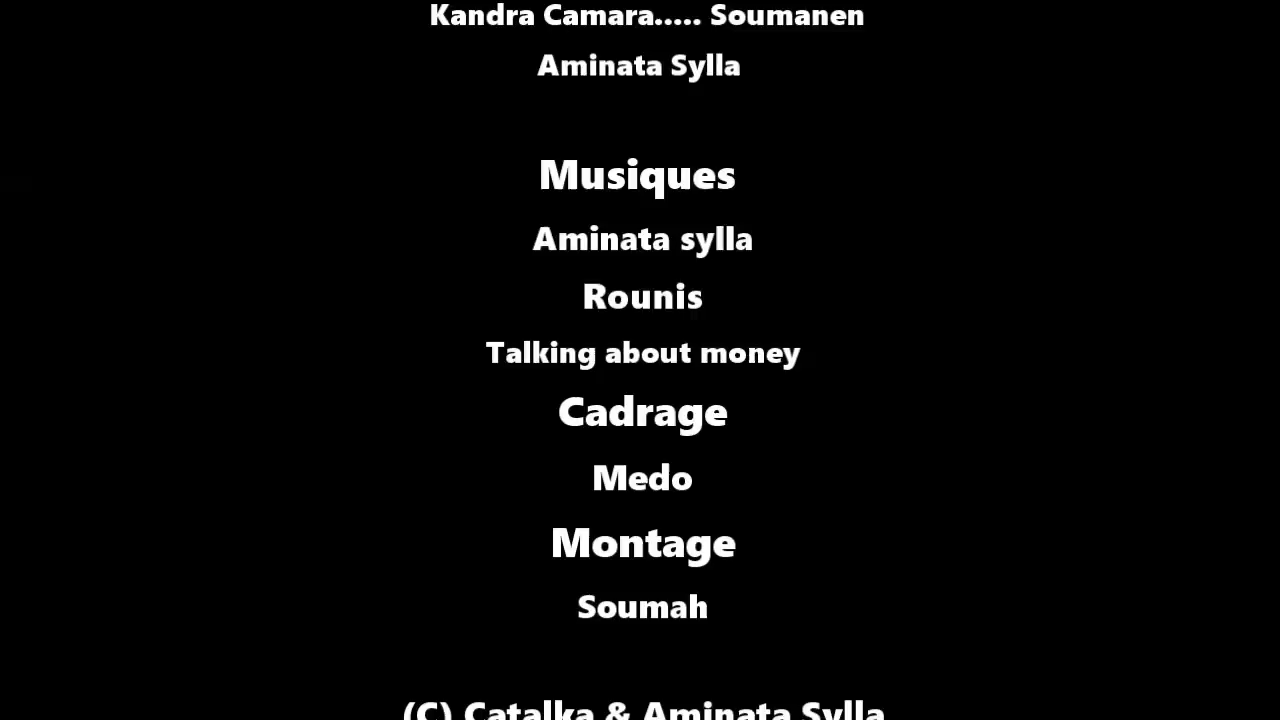 Kandra Camara..... Soumanen
Aminata Sylla
Musiques
Aminata sylla
Rounis
Talking about money
Cadrage
Medo
Montage
Soumah
(C) Catalka & Aminata Sylla